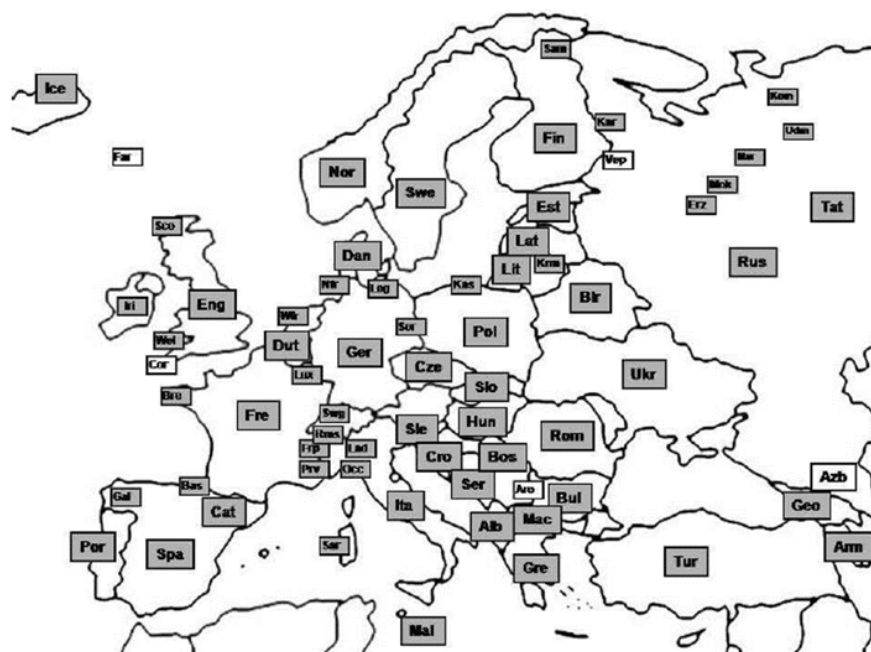 Sam
Ice
Kom
Kar
Udm
Fin
Far
Mar
Vep
Nor
Mok
Swe
Erz
Tat
Est
Sco
Lat
Dan
Rus
Lit
Krm
Nfr
Log
Kas
Blr
Iri
Eng
Wfr
Sor
Pol
Wel
Dut
Ger
Cor
Cze
Lux
Ukr
Slo
Bre
Swg
Fre
Hun
Sle
Rms
Rom
Frp
Lad
Cro
Bos
Prv
Occ
Azb
Bas
Ser
Aro
Gal
Bul
Cat
Ita
Geo
Mac
Alb
Por
Sar
Arm
Spa
Tur
Gre
Mal